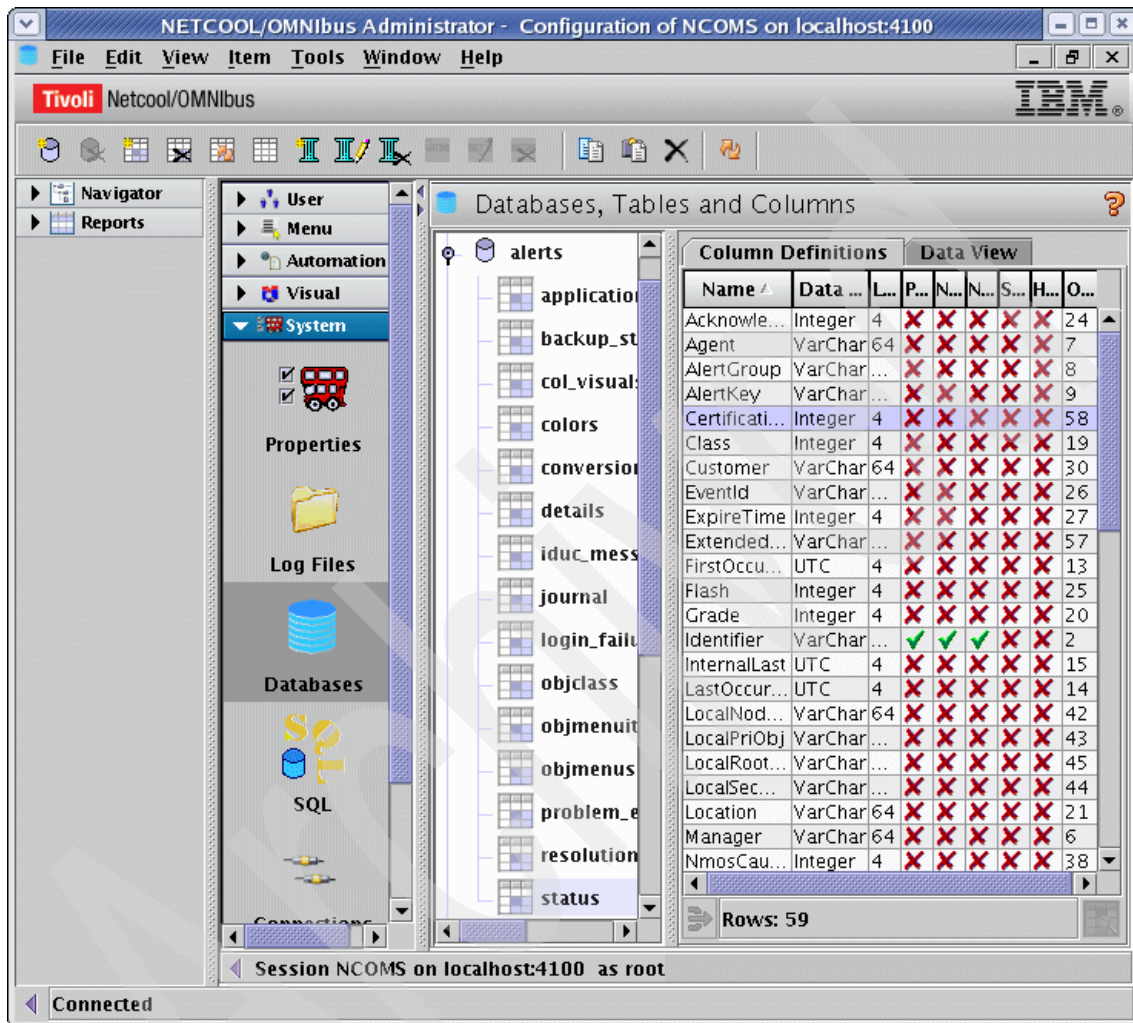 NETCOOL/OMNIbus Administrator - Configuration of NCOMS on localhost:4100
File Edit View Item Tools Window Help
Tivoli Netcool/OMNIbus
IBM®
Navigator
Reports
User
Menu
Automation
Visual
System
Properties
Log Files
Databases
SQL
Connections
Databases, Tables and Columns
alerts
application
backup_st
col_visual
colors
conversion
details
iduc_mess
journal
login_failu
objclass
objmenuit
objmenus
problem_e
resolution
status
Column Definitions Data View
Name Data ... L... P... N... N... S... H... O...
Acknowle... Integer 4 24
Agent VarChar 64 7
AlertGroup VarChar ... 8
AlertKey VarChar ... 9
Certificati... Integer 4 58
Class Integer 4 19
Customer VarChar 64 30
EventId VarChar ... 26
ExpireTime Integer 4 27
Extended... VarChar ... 57
FirstOccu... UTC 4 13
Flash Integer 4 25
Grade Integer 4 20
Identifier VarChar ... 2
InternalLast UTC 4 15
LastOccur... UTC 4 14
LocalNod... VarChar 64 42
LocalPriObj VarChar ... 43
LocalRoot... VarChar ... 45
LocalSec... VarChar ... 44
Location VarChar 64 21
Manager VarChar 64 6
NmosCau... Integer 4 38
Rows: 59
Session NCOMS on localhost:4100 as root
Connected